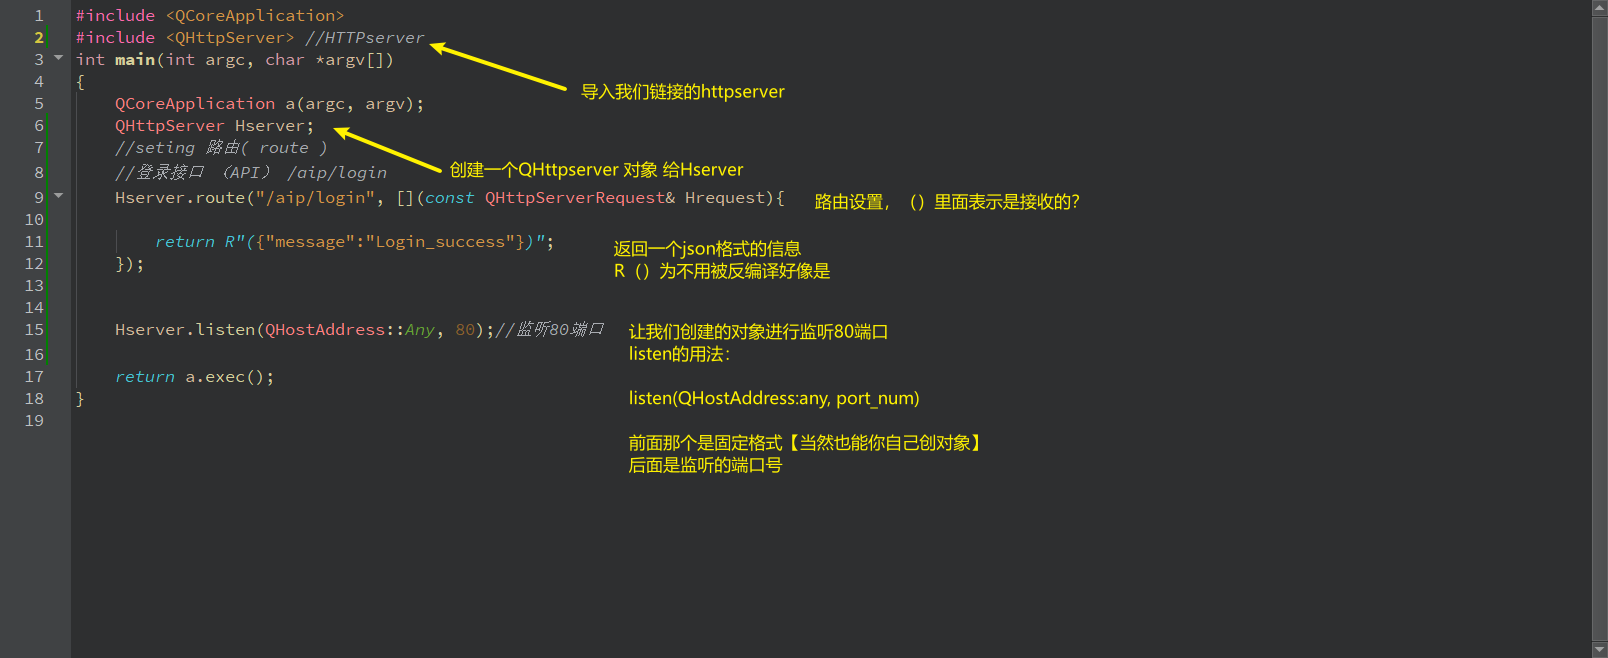 1 #include <QCoreApplication>
2 #include <QHttpServer> //HTTPserver
3 int main(int argc, char *argv[])
导入我们链接的httpserver
4 {
5 QCoreApplication a(argc, argv);
6 QHttpServer Hserver;
7 //seting 路由( route )
8 //登录接口 （API） /aip/login
创建一个QHttpserver 对象 给Hserver
9 Hserver.route("/aip/login", [](const QHttpServerRequest& Hrequest){
路由设置，（）里面表示是接收的？
10
11 return R"({"message":"Login_success"})";
返回一个json格式的信息
12 });
R（）为不用被反编译好像是
13
14
15 Hserver.listen(QHostAddress::Any, 80);//监听80端口
让我们创建的对象进行监听80端口
16
listen的用法：
17 return a.exec();
18 }
listen(QHostAddress:any, port_num)
19
前面那个是固定格式【当然也能你自己创对象】
后面是监听的端口号